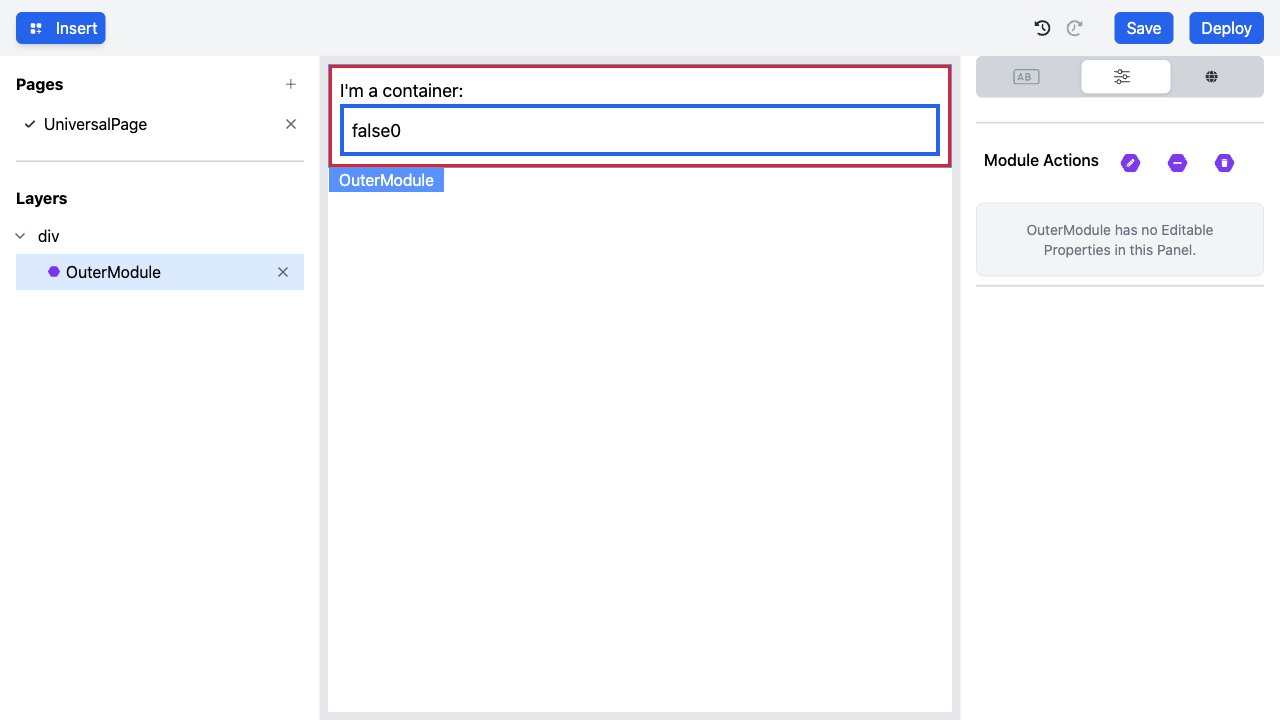 Insert
Save
Deploy
Pages
UniversalPage
Layers
div
OuterModule
I'm a container:
false0
OuterModule
AB
Module Actions
OuterModule has no Editable
Properties in this Panel.